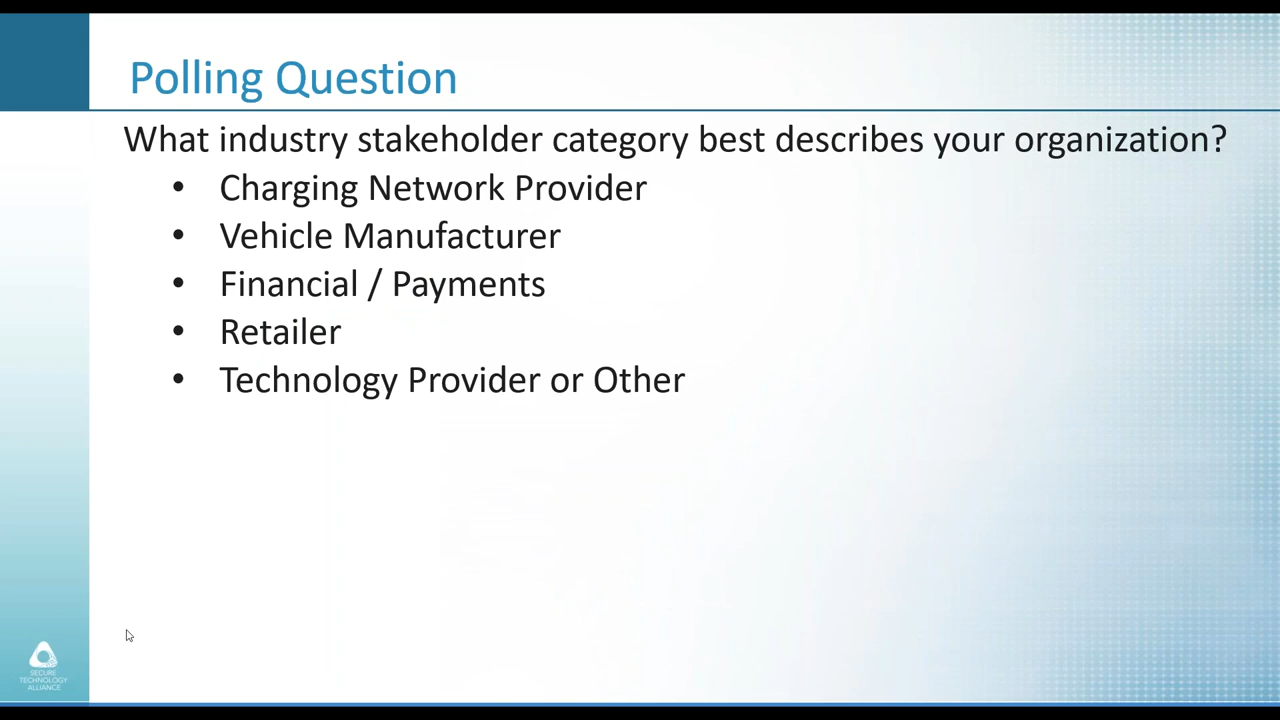 Polling Question
What industry stakeholder category best describes your organization?
• Charging Network Provider
• Vehicle Manufacturer
• Financial / Payments
• Retailer
• Technology Provider or Other
SECURE
TECHNOLOGY
ALLIANCE